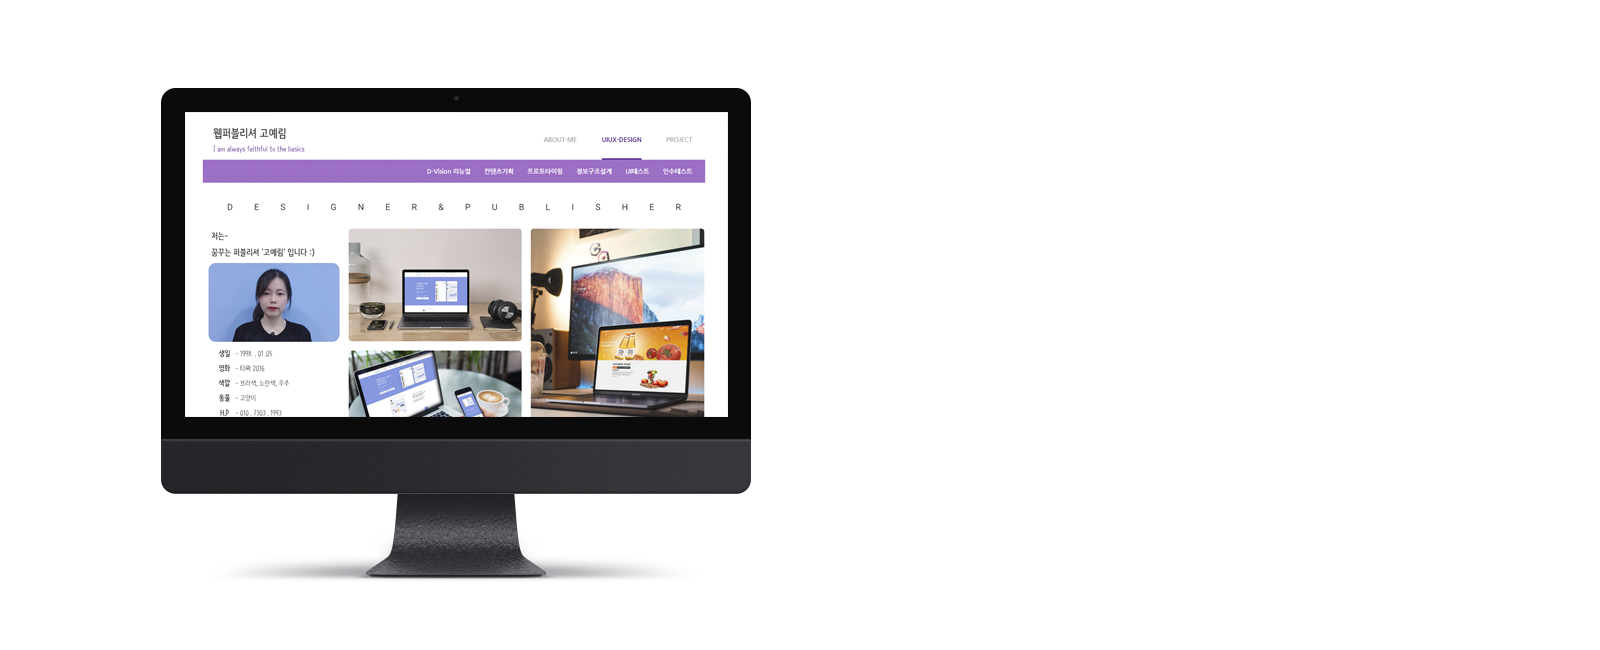 웹퍼블리셔 고예림
I am always faithful to the basics
ABOUT-ME UIUX-DESIGN PROJECT
D-Vision 리뉴얼 컨텐츠기획 프로토타이핑 정보구조설계 UI테스트 인수테스트
D E S I G N E R & P U B L I S H E R
저는~
꿈꾸는 퍼블리셔 '고예림' 입니다 :)
생일 - 1998 . 01 .05
영화 - 타짜 2016
색깔 - 보라색, 노란색, 우주
동물 - 고양이
H.P - 010 . 7303 . 1993